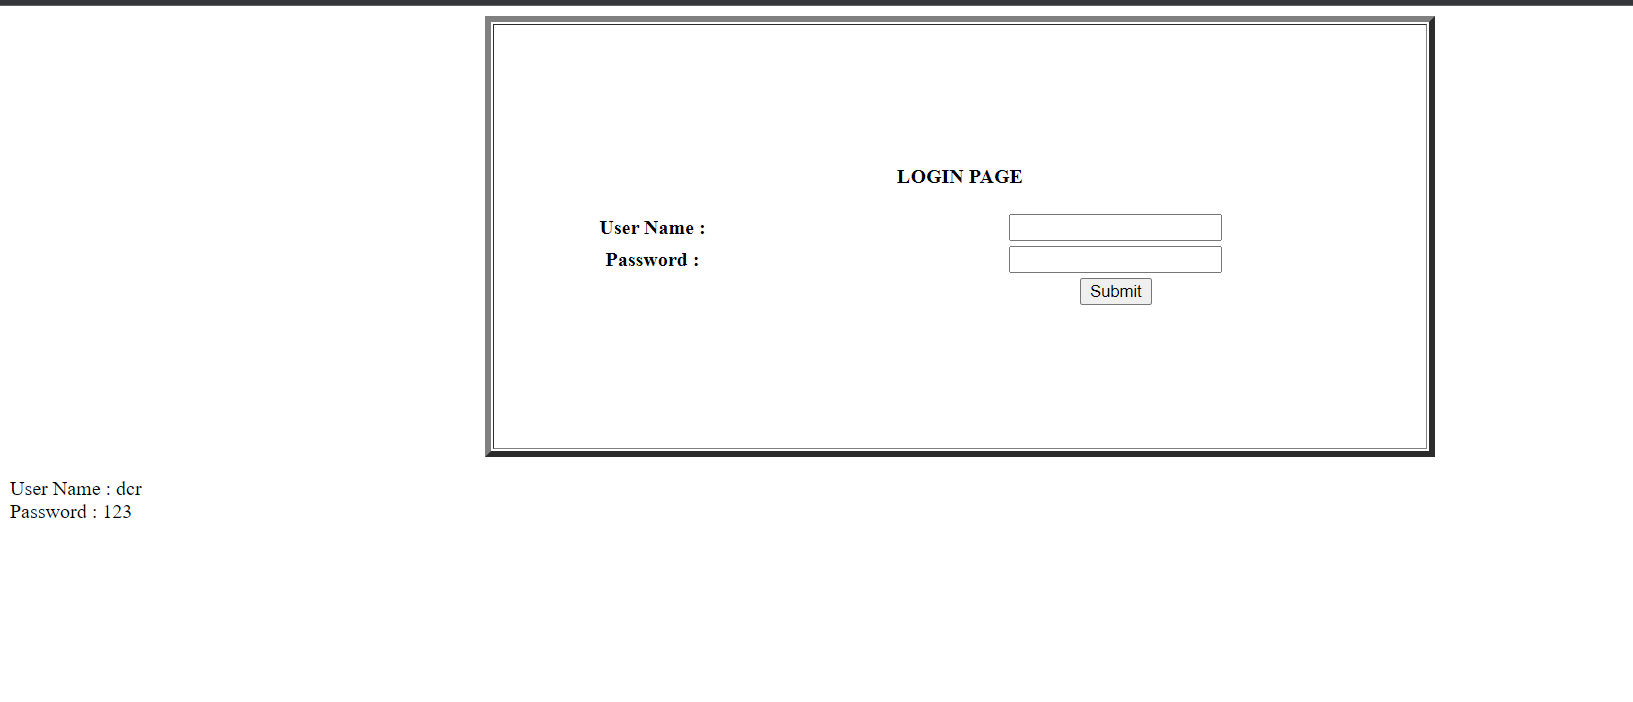 LOGIN PAGE
User Name :
Password :
Submit
User Name : dcr
Password : 123